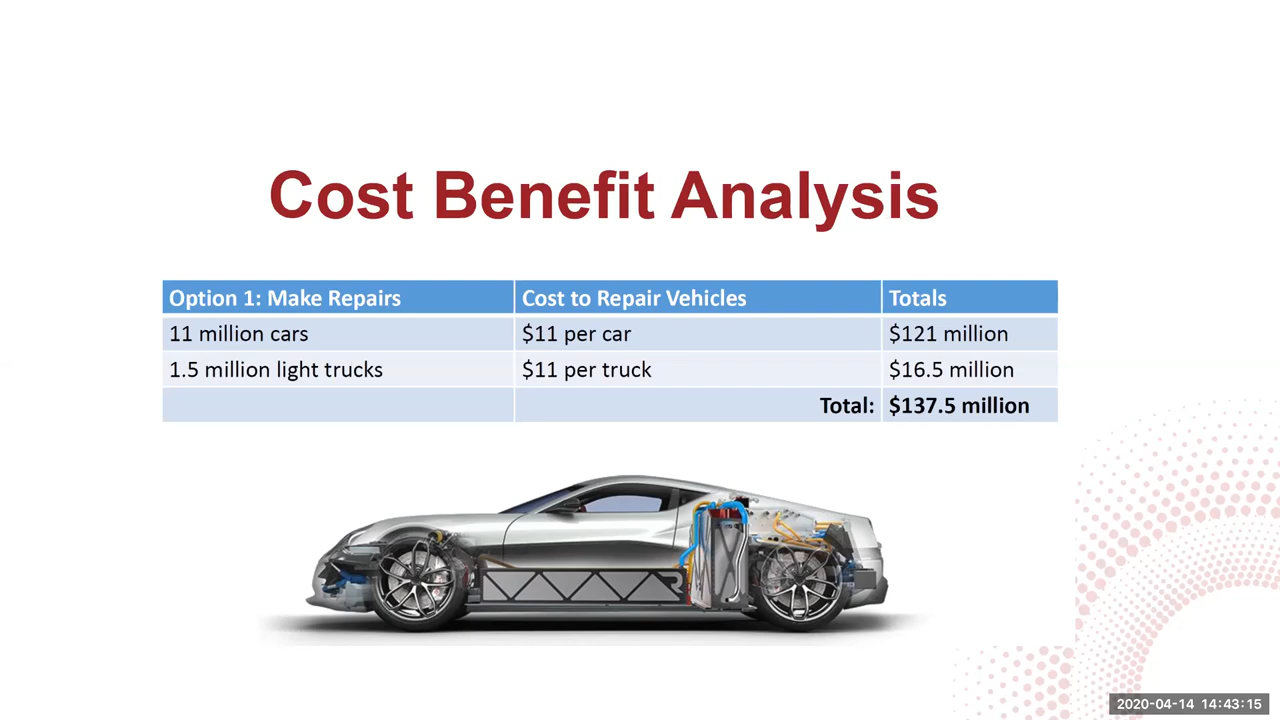 Cost Benefit Analysis
Option 1: Make Repairs Cost to Repair Vehicles Totals
11 million cars $11 per car $121 million
1.5 million light trucks $11 per truck $16.5 million
Total: $137.5 million
R
2020-04-14 14:43:15